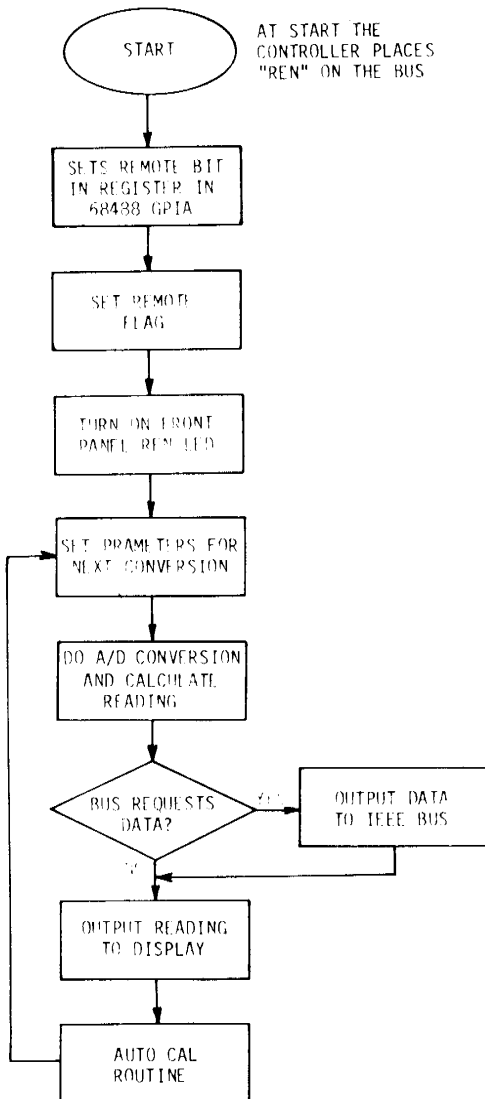 START
AT START THE
CONTROLLER PLACES
"REN" ON THE BUS
SETS REMOTE BIT
IN REGISTER IN
68488 GPIA
SET REMOTE
FLAG
TURN ON FRONT
PANEL REN LED
SET PRAMETERS FOR
NEXT CONVERSION
DO A/D CONVERSION
AND CALCULATE
READING
BUS REQUESTS
DATA?
YES
OUTPUT DATA
TO IEEE BUS
OUTPUT READING
TO DISPLAY
AUTO CAL
ROUTINE